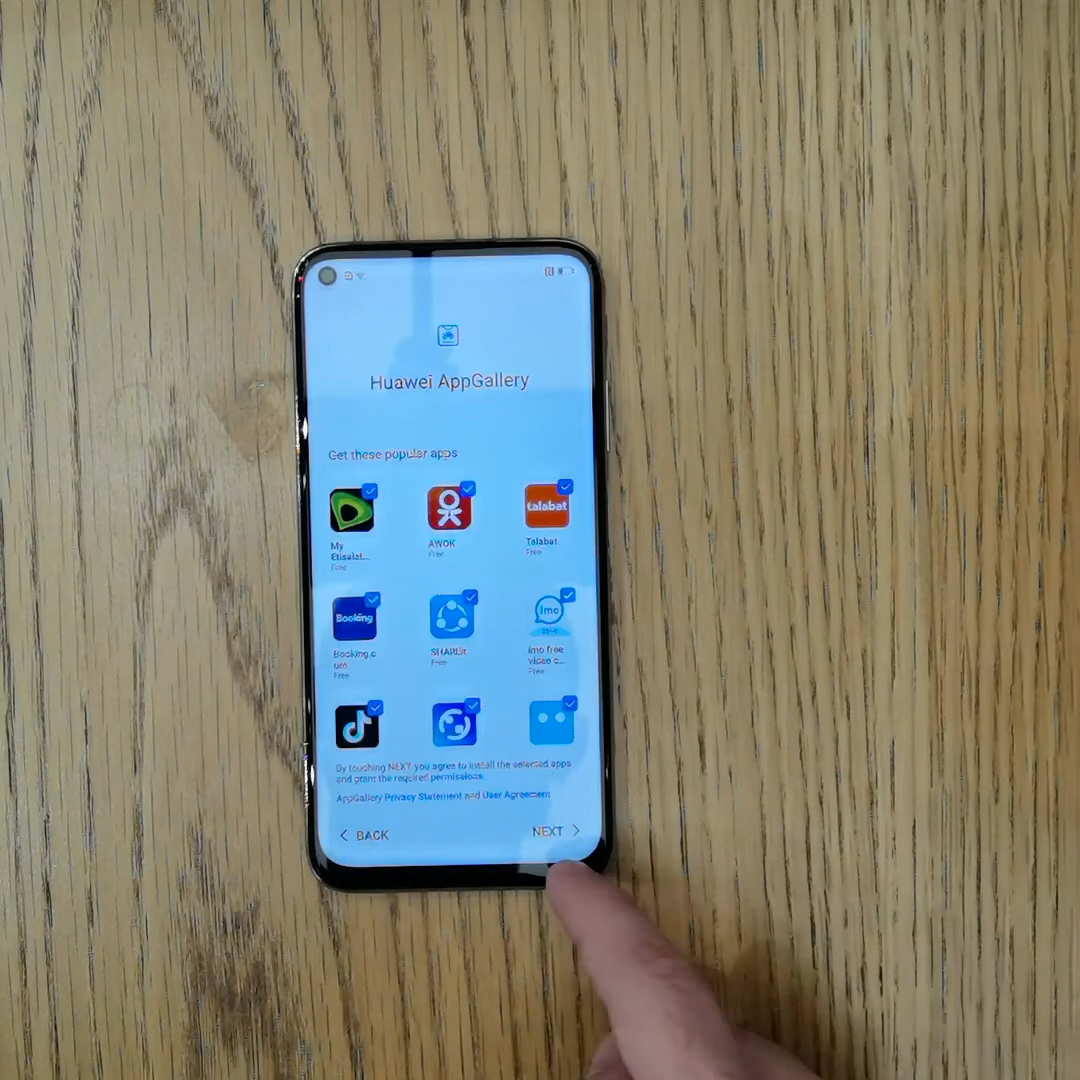 Huawei AppGallery
Get these popular apps
talabat
My
Etisalat...
Free
AWOK
Free
Talabat
Free
Booking
imo
Booking.c
om
Free
SHAREit
Free
imo free
video c...
Free
By touching NEXT, you agree to install the selected apps
and grant the required permissions.
AppGallery Privacy Statement and User Agreement
BACK
NEXT